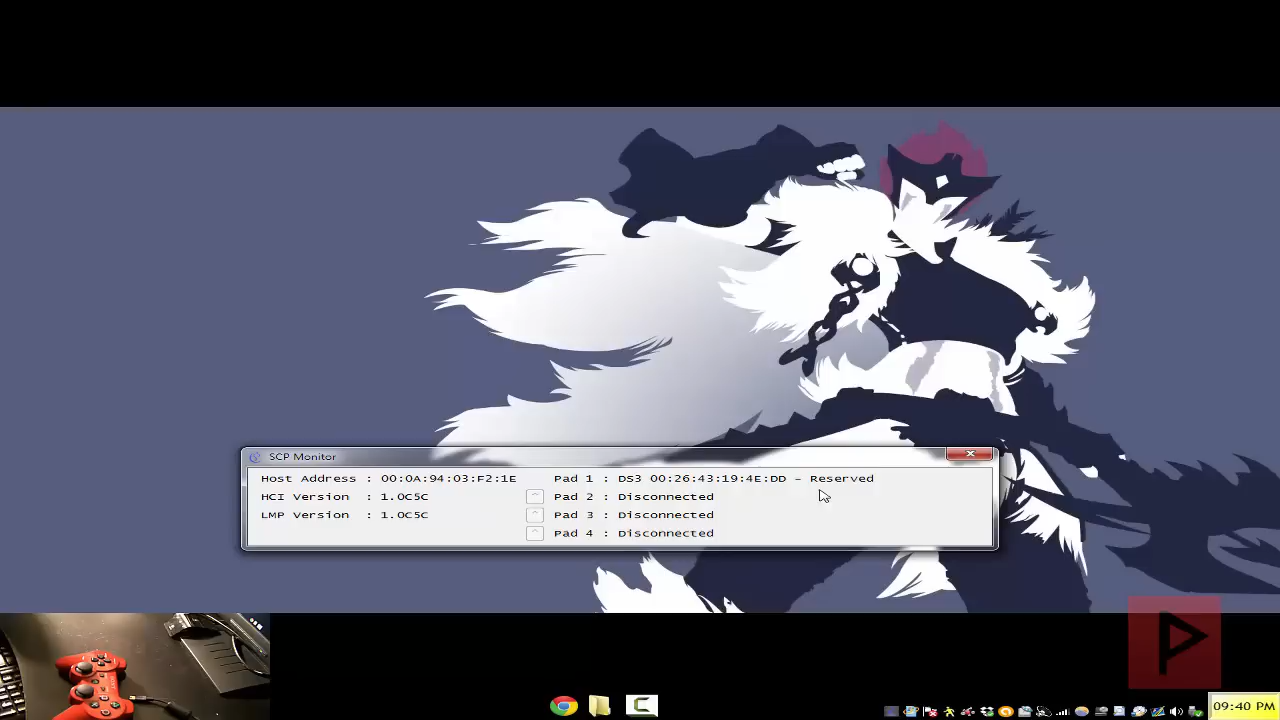 SCP Monitor
Host Address : 00:0A:94:03:F2:1E
HCI Version : 1.0C5C
LMP Version : 1.0C5C
Pad 1 : DS3 00:26:43:19:4E:DD - Reserved
Pad 2 : Disconnected
Pad 3 : Disconnected
Pad 4 : Disconnected
09:40 PM